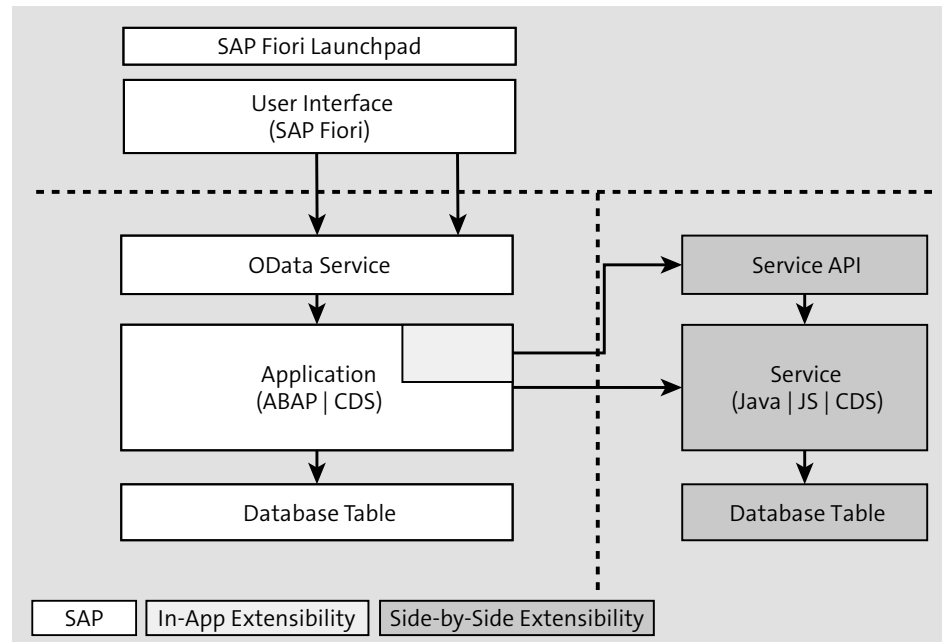 SAP Fiori Launchpad
User Interface
(SAP Fiori)
OData Service
Service API
Application
(ABAP | CDS)
Service
(Java | JS | CDS)
Database Table
Database Table
SAP
In-App Extensibility
Side-by-Side Extensibility